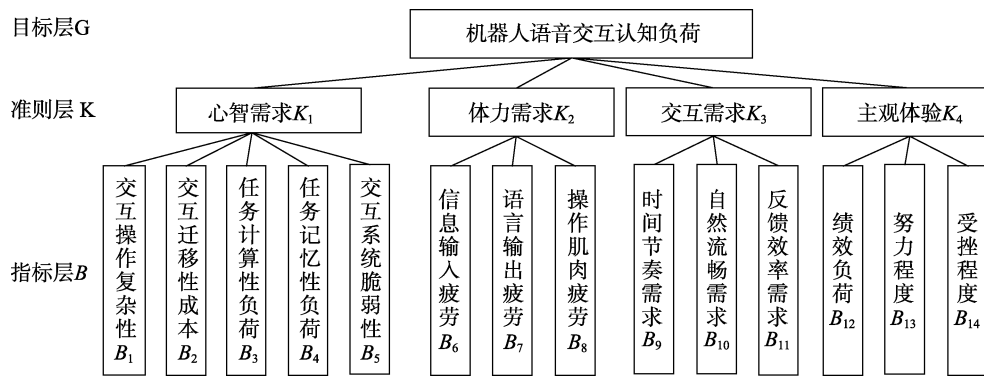 目标层G
机器人语音交互认知负荷
准则层 K
心智需求K1
体力需求K2
交互需求K3
主观体验K4
指标层B
交互操作复杂性B1
交互迁移性成本B2
任务计算性负荷B3
任务记忆性负荷B4
交互系统脆弱性B5
信息输入疲劳B6
语言输出疲劳B7
操作肌肉疲劳B8
时间节奏需求B9
自然流畅需求B10
反馈效率需求B11
绩效负荷B12
努力程度B13
受挫程度B14